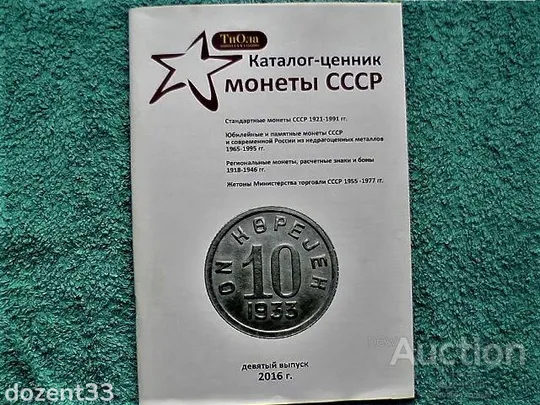 ТиОла
Каталог-ценник
монеты СССР
Стандартные монеты СССР 1921-1991 гг.
Юбилейные и памятные монеты СССР
и современной России из недрагоценных металлов
1965-1995 гг.
Региональные монеты, расчетные знаки и боны
1918-1946 гг.
Жетоны Министерства торговли СССР 1955 -1977 гг.
ON KɵPEJEH
10
1933
девятый выпуск
2016 г.
Auction
dozent33